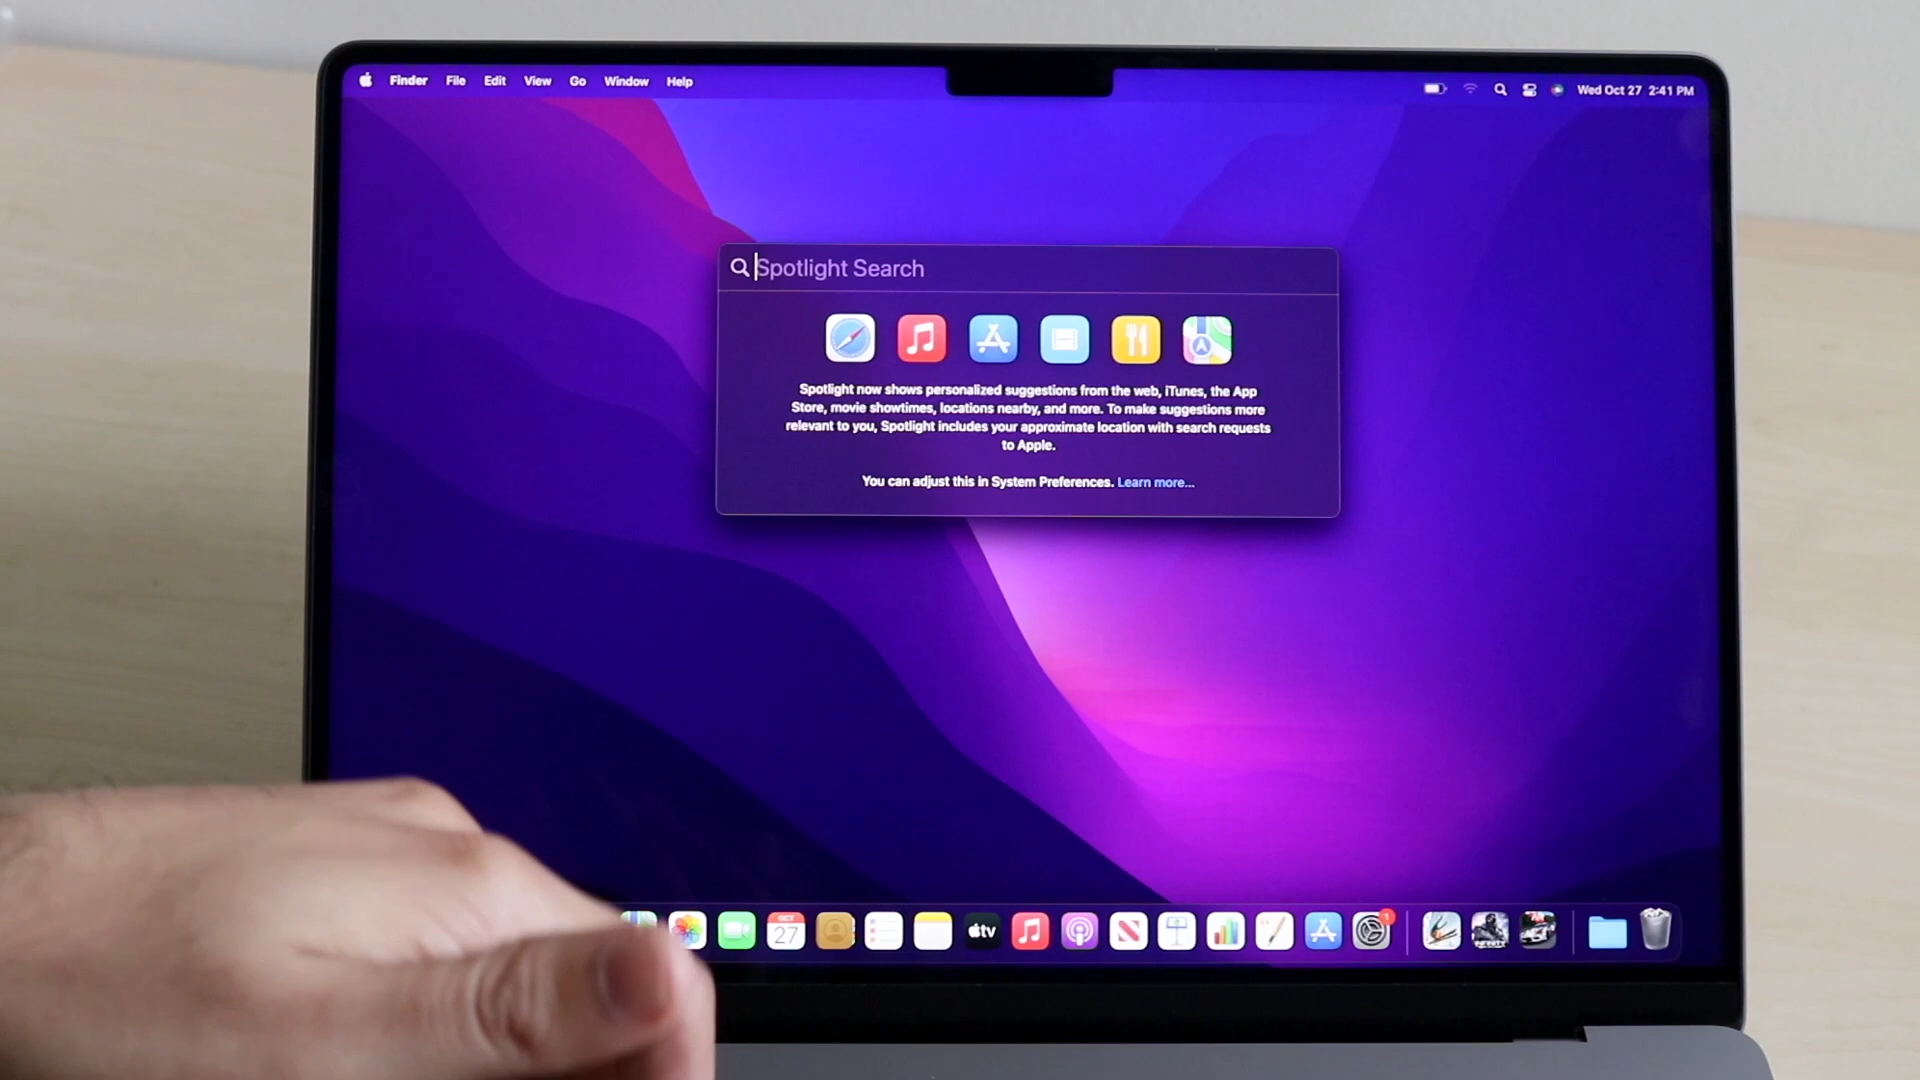 Finder File Edit View Go Window Help
Wed Oct 27 2:41 PM
Spotlight Search
Spotlight now shows personalized suggestions from the web, iTunes, the App
Store, movie showtimes, locations nearby, and more. To make suggestions more
relevant to you, Spotlight includes your approximate location with search requests
to Apple.
You can adjust this in System Preferences. Learn more...
OCT
27
tv
1